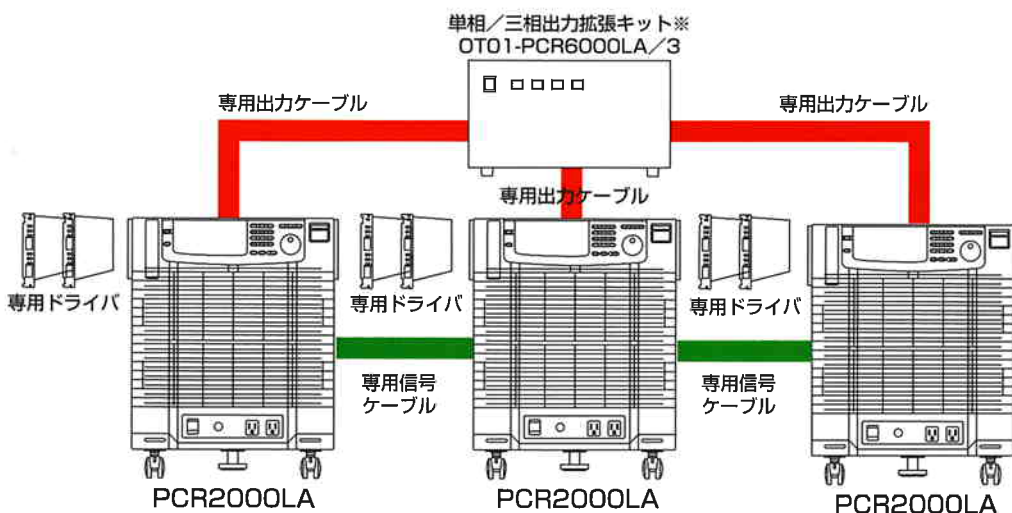 単相／三相出力拡張キット※
OT01-PCR6000LA／3
専用出力ケーブル
専用出力ケーブル
専用出力ケーブル
専用ドライバ
専用ドライバ
専用ドライバ
専用信号
ケーブル
専用信号
ケーブル
PCR2000LA
PCR2000LA
PCR2000LA